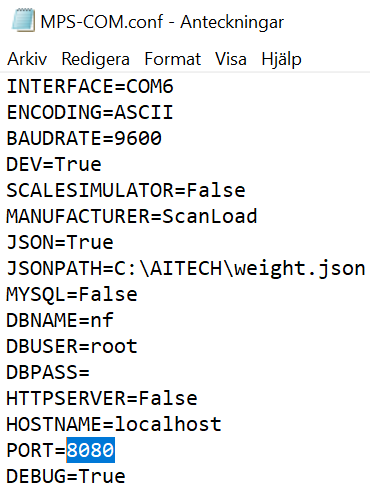 MPS-COM.conf - Anteckningar
Arkiv Redigera Format Visa Hjälp
INTERFACE=COM6
ENCODING=ASCII
BAUDRATE=9600
DEV=True
SCALESIMULATOR=False
MANUFACTURER=ScanLoad
JSON=True
JSONPATH=C:\AITECH\weight.json
MYSQL=False
DBNAME=nf
DBUSER=root
DBPASS=
HTTPSERVER=False
HOSTNAME=localhost
PORT=8080
DEBUG=True